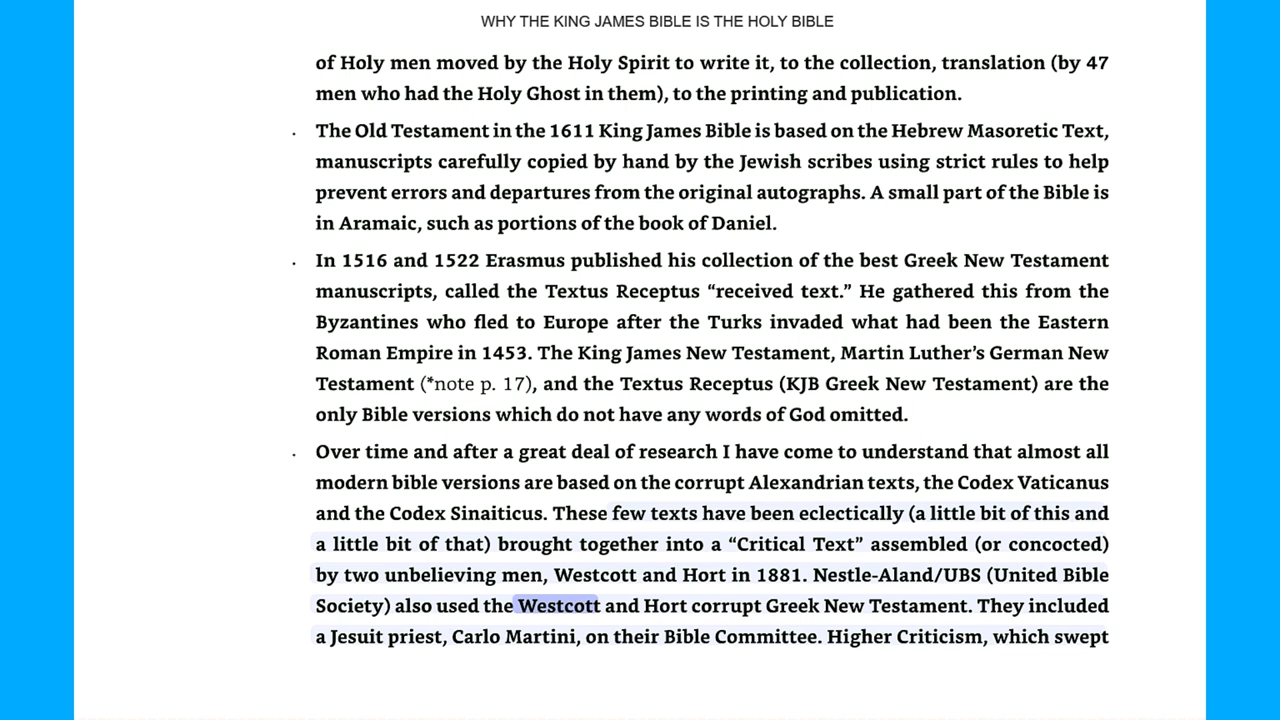 WHY THE KING JAMES BIBLE IS THE HOLY BIBLE
of Holy men moved by the Holy Spirit to write it, to the collection, translation (by 47
men who had the Holy Ghost in them), to the printing and publication.
· The Old Testament in the 1611 King James Bible is based on the Hebrew Masoretic Text,
manuscripts carefully copied by hand by the Jewish scribes using strict rules to help
prevent errors and departures from the original autographs. A small part of the Bible is
in Aramaic, such as portions of the book of Daniel.
· In 1516 and 1522 Erasmus published his collection of the best Greek New Testament
manuscripts, called the Textus Receptus “received text.” He gathered this from the
Byzantines who fled to Europe after the Turks invaded what had been the Eastern
Roman Empire in 1453. The King James New Testament, Martin Luther’s German New
Testament (*note p. 17), and the Textus Receptus (KJB Greek New Testament) are the
only Bible versions which do not have any words of God omitted.
· Over time and after a great deal of research I have come to understand that almost all
modern bible versions are based on the corrupt Alexandrian texts, the Codex Vaticanus
and the Codex Sinaiticus. These few texts have been eclectically (a little bit of this and
a little bit of that) brought together into a “Critical Text” assembled (or concocted)
by two unbelieving men, Westcott and Hort in 1881. Nestle-Aland/UBS (United Bible
Society) also used the Westcott and Hort corrupt Greek New Testament. They included
a Jesuit priest, Carlo Martini, on their Bible Committee. Higher Criticism, which swept